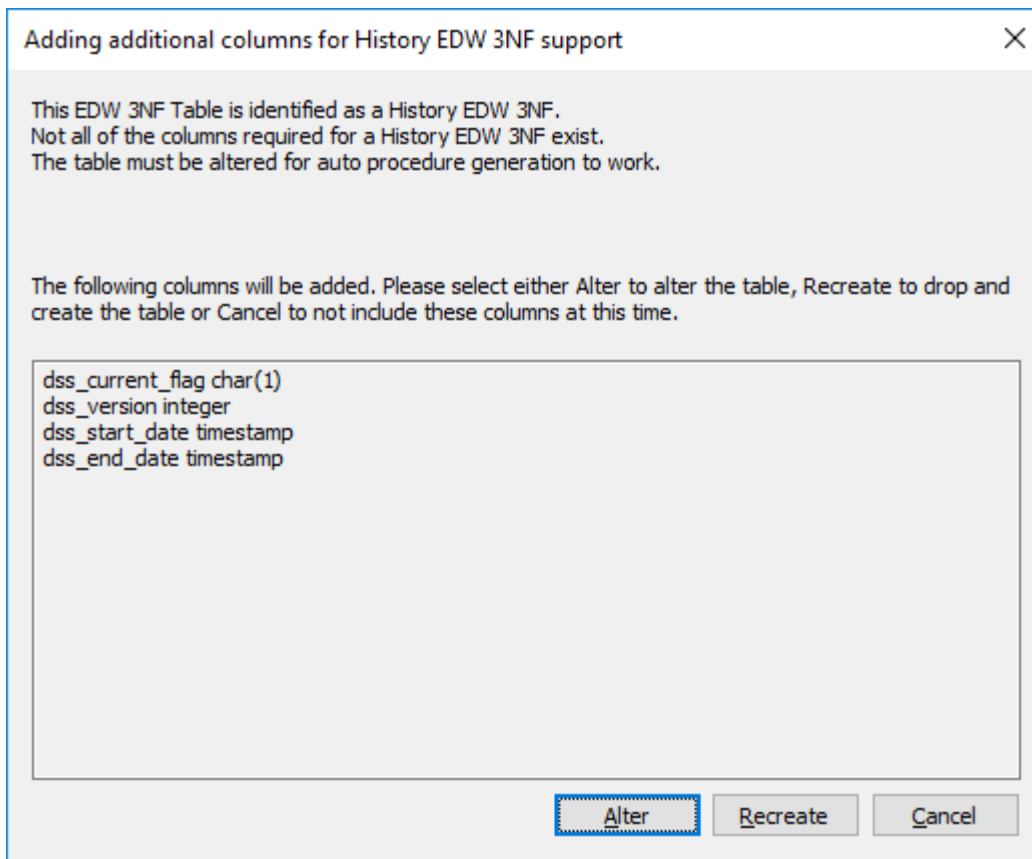 Adding additional columns for History EDW 3NF support
This EDW 3NF Table is identified as a History EDW 3NF.
Not all of the columns required for a History EDW 3NF exist.
The table must be altered for auto procedure generation to work.
The following columns will be added. Please select either Alter to alter the table, Recreate to drop and
create the table or Cancel to not include these columns at this time.
dss_current_flag char(1)
dss_version integer
dss_start_date timestamp
dss_end_date timestamp
Alter Recreate Cancel